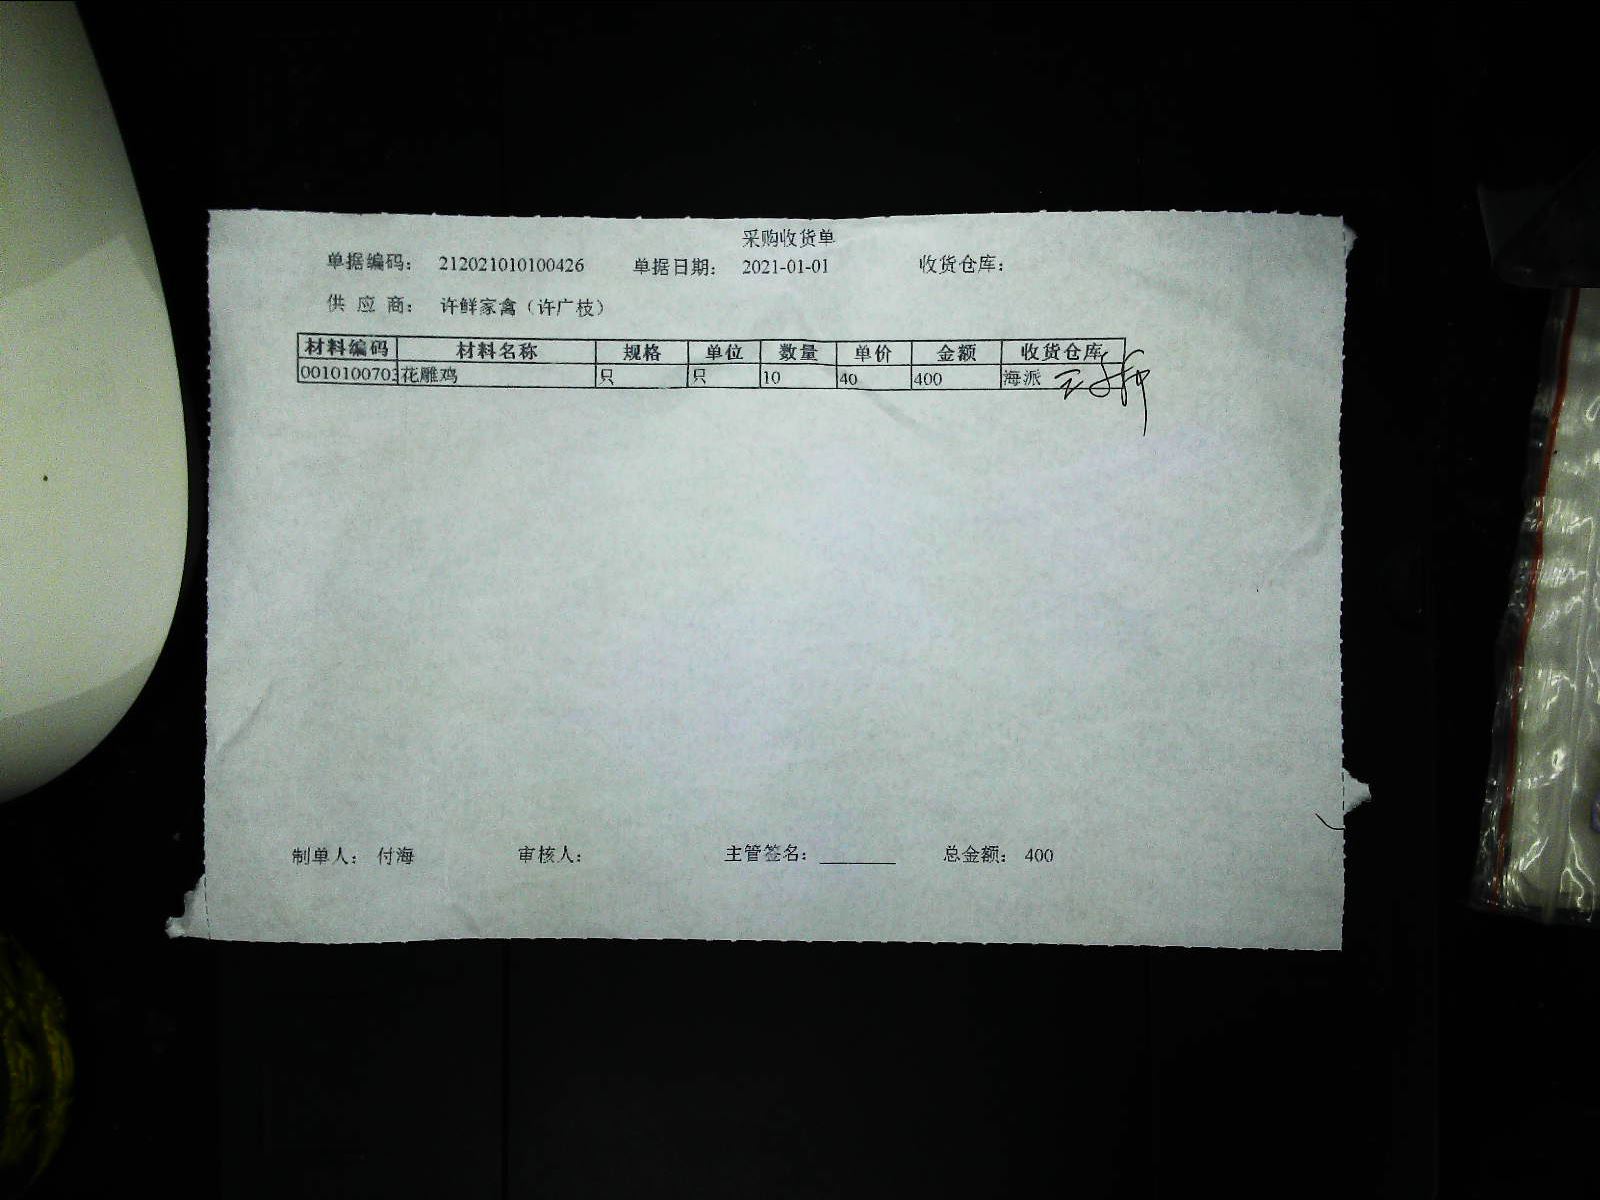 采购收货单
单据编码: 212021010100426 单据日期: 2021-01-01 收货仓库:
供 应 商: 许鲜家禽（许广枝）
材料编码 材料名称 规格 单位 数量 单价 金额 收货仓库
0010100703 花雕鸡 只 只 10 40 400 海派
制单人: 付海 审核人: 主管签名: ________ 总金额: 400